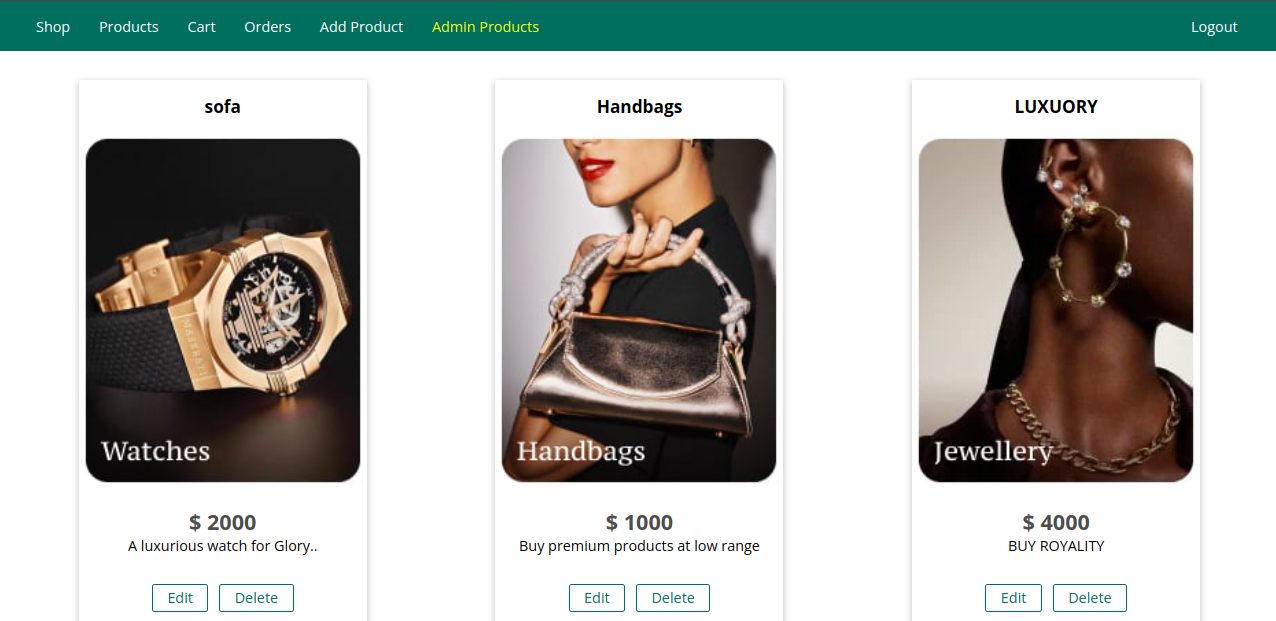 Shop Products Cart Orders Add Product Admin Products Logout
sofa
Handbags
LUXUORY
MASERATI
Watches
Handbags
Jewellery
$ 2000
$ 1000
$ 4000
A luxurious watch for Glory..
Buy premium products at low range
BUY ROYALITY
Edit Delete
Edit Delete
Edit Delete